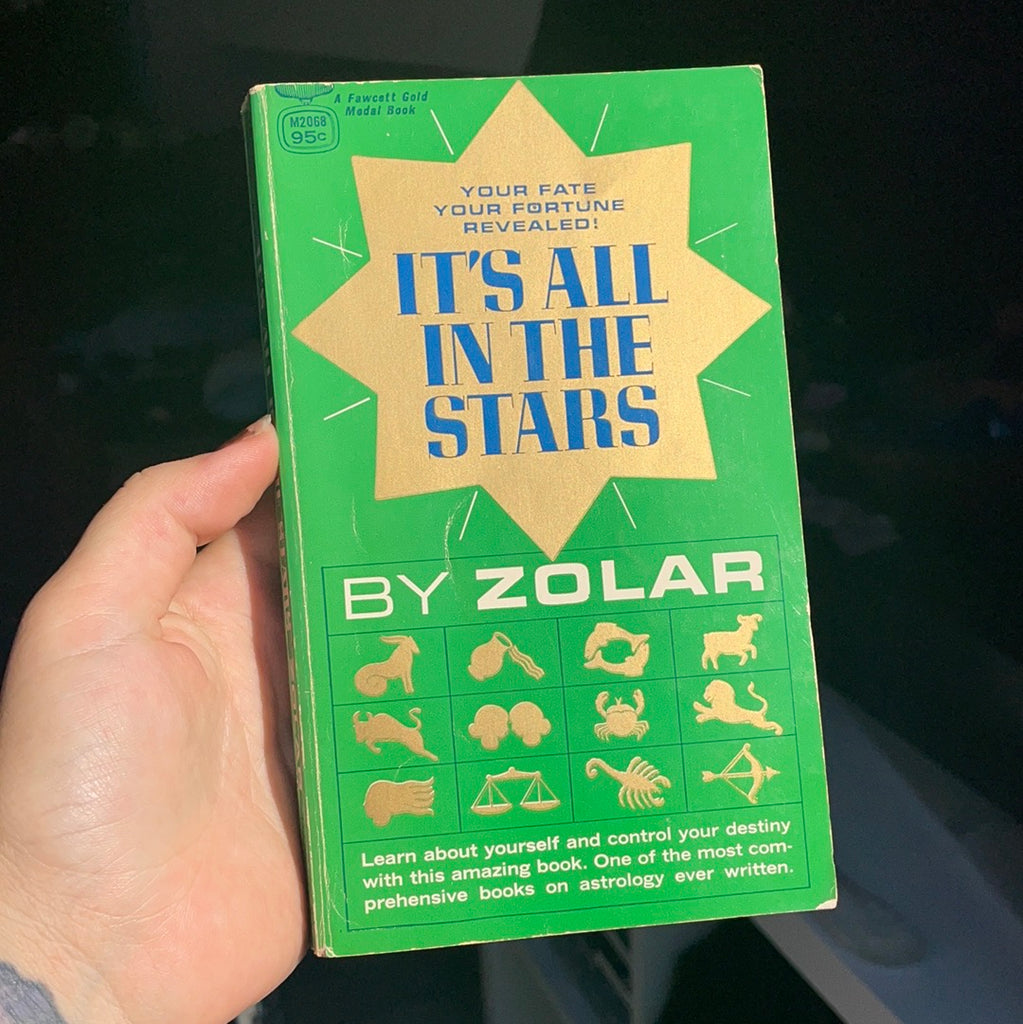 A Fawcett Gold
Medal Book
M2068
95c
YOUR FATE
YOUR FORTUNE
REVEALED!
IT'S ALL
IN THE
STARS
BY ZOLAR
Learn about yourself and control your destiny
with this amazing book. One of the most com-
prehensive books on astrology ever written.